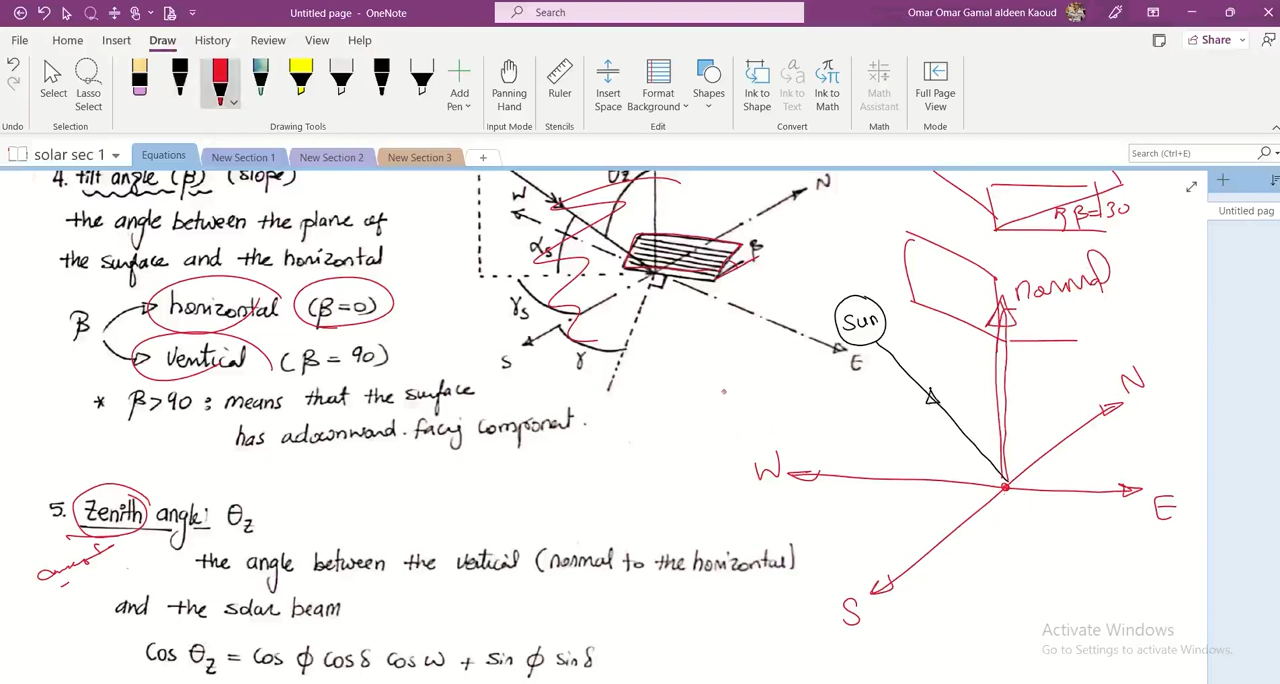 Untitled page - OneNote
Search
Omar Omar Gamal aldeen Kaoud
File Home Insert Draw History Review View Help
Share
Select
Lasso Select
Add Pen
Panning Hand
Ruler
Insert Space
Format Background
Shapes
Ink to Shape
Ink to Text
Ink to Math
Math Assistant
Full Page View
Undo
Selection
Drawing Tools
Input Mode
Stencils
Edit
Convert
Math
Mode
solar sec 1
Equations
New Section 1
New Section 2
New Section 3
Search (Ctrl+E)
Untitled pag
4. tilt angle (β) (slope)
the angle between the plane of
the surface and the horizontal
β
horizontal (β=0)
vertical (β = 90)
* β>90 : means that the surface
has adownward-facing component.
5. Zenith angle: θz
the angle between the vertical (normal to the horizontal)
and the solar beam
Cos θz = Cos ϕ Cos δ Cos ω + sin ϕ sin δ
W
θz
N
αs
β
γs
S
γ
E
β=30
normal
Sun
N
W
E
S
Activate Windows
Go to Settings to activate Windows.